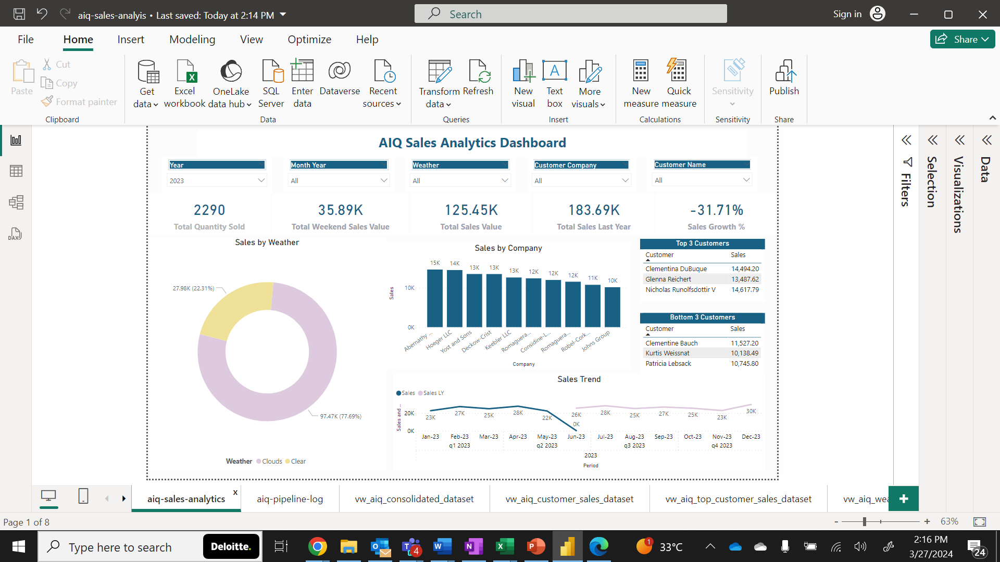 aiq-sales-analyis • Last saved: Today at 2:14 PM
Search
Sign in
File Home Insert Modeling View Optimize Help
Share
Paste
Cut
Copy
Format painter
Clipboard
Get data
Excel workbook
OneLake data hub
SQL Server
Enter data
Dataverse
Recent sources
Data
Transform data
Refresh
Queries
New visual
Text box
More visuals
Insert
New measure
Quick measure
Calculations
Sensitivity
Sensitivity
Publish
Share
AIQ Sales Analytics Dashboard
Year
2023
Month Year
All
Weather
All
Customer Company
All
Customer Name
All
2290
Total Quantity Sold
35.89K
Total Weekend Sales Value
125.45K
Total Sales Value
183.69K
Total Sales Last Year
-31.71%
Sales Growth %
Sales by Weather
27.98K (22.31%)
97.47K (77.69%)
Weather Clouds Clear
Sales by Company
15K 14K 13K 13K 13K 12K 12K 12K 11K 10K
Sales
10K
0K
Abernathy ... Hoeger LLC Yost and Sons Deckow-Crist Keebler LLC Romaguera... Considine-L... Romaguera... Robel-Cork... Johns Group
Company
Top 3 Customers
Customer Sales
Clementina DuBuque 14,494.20
Glenna Reichert 13,487.62
Nicholas Runolfsdottir V 14,617.79
Bottom 3 Customers
Customer Sales
Clementine Bauch 11,527.20
Kurtis Weissnat 10,138.49
Patricia Lebsack 10,745.80
Sales Trend
Sales Sales LY
Sales and ...
20K
0K
23K 27K 25K 28K 22K 26K 28K 25K 27K 25K 23K 30K
0K
Jan-23 Feb-23 Mar-23 Apr-23 May-23 Jun-23 Jul-23 Aug-23 Sep-23 Oct-23 Nov-23 Dec-23
q1 2023 q2 2023 q3 2023 q4 2023
2023
Period
Filters
Selection
Visualizations
Data
DAX
aiq-sales-analytics x
aiq-pipeline-log
vw_aiq_consolidated_dataset
vw_aiq_customer_sales_dataset
vw_aiq_top_customer_sales_dataset
vw_aiq_wea
+
Page 1 of 8
- + 63%
Type here to search
Deloitte.
4
1
33°C
2:16 PM
3/27/2024
24